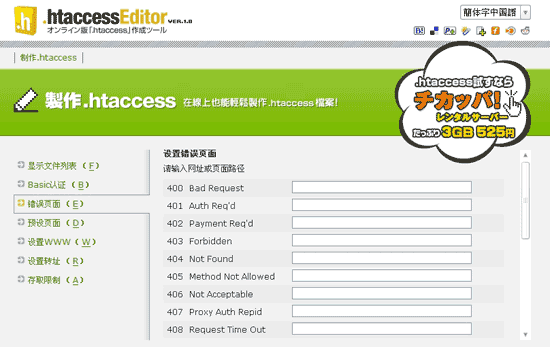 .htaccessEditor VER.1.0
オンライン版「.htaccess」作成ツール
簡体字中国語
制作.htaccess
製作.htaccess 在線上也能輕鬆製作.htaccess檔案!
.htaccess試すなら
チカッパ!
レンタルサーバー
たっぷり3GB 525円
显示文件列表 ( F )
Basic认证 ( B )
错误页面 ( E )
预设页面 ( D )
设置WWW ( W )
设置转址 ( R )
存取限制 ( A )
设置错误页面
请输入网址或页面路径
400 Bad Request
401 Auth Req'd
402 Payment Req'd
403 Forbidden
404 Not Found
405 Method Not Allowed
406 Not Acceptable
407 Proxy Auth Repid
408 Request Time Out